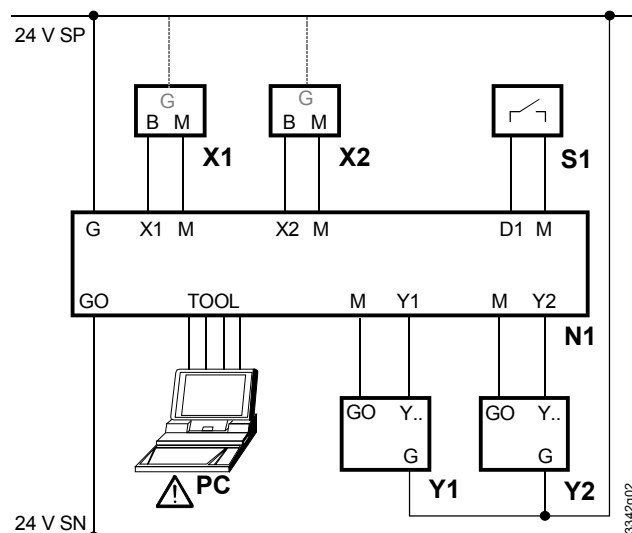 24 V SP
G G
B M B M
X1 X2 S1
G X1 M X2 M D1 M
GO TOOL M Y1 M Y2
N1
GO Y.. GO Y..
G G
PC Y1 Y2
24 V SN
3342g02